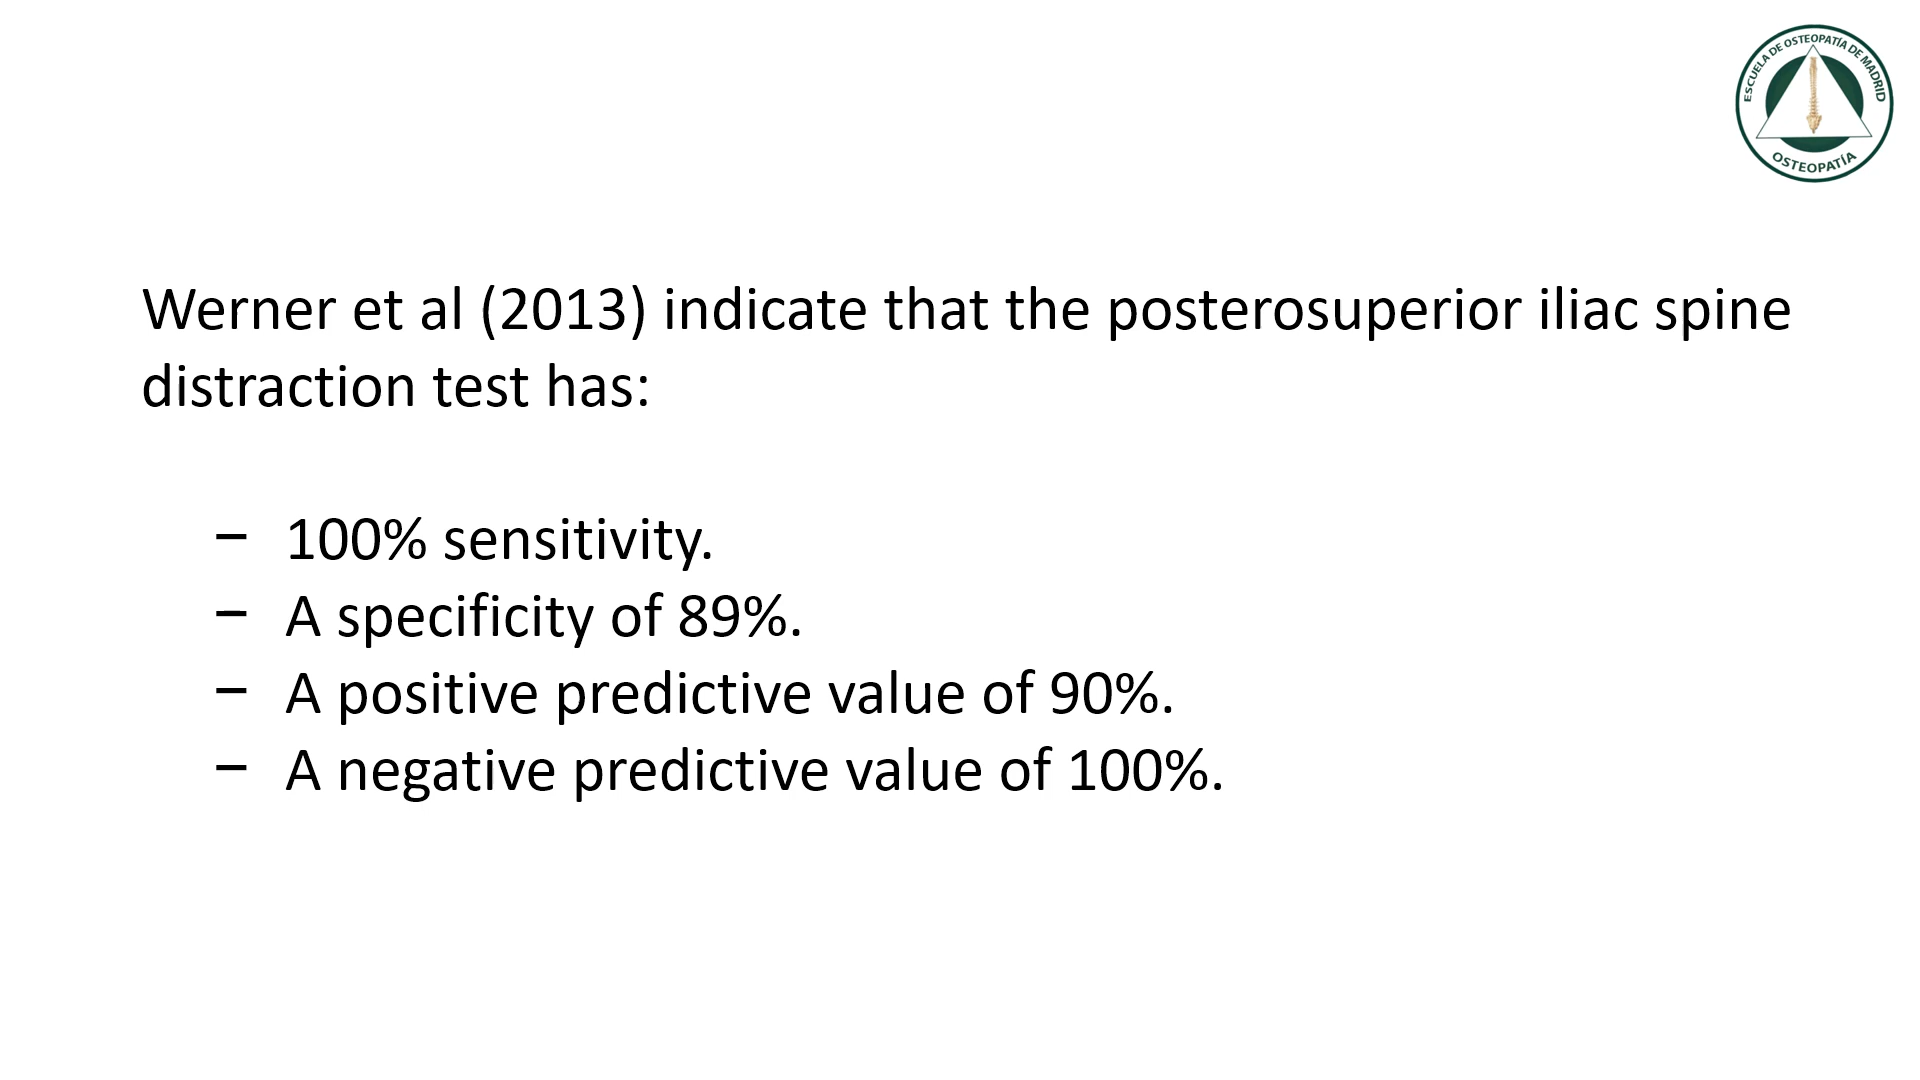 ESCUELA DE OSTEOPATÍA DE MADRID
OSTEOPATÍA
Werner et al (2013) indicate that the posterosuperior iliac spine
distraction test has:
− 100% sensitivity.
− A specificity of 89%.
− A positive predictive value of 90%.
− A negative predictive value of 100%.